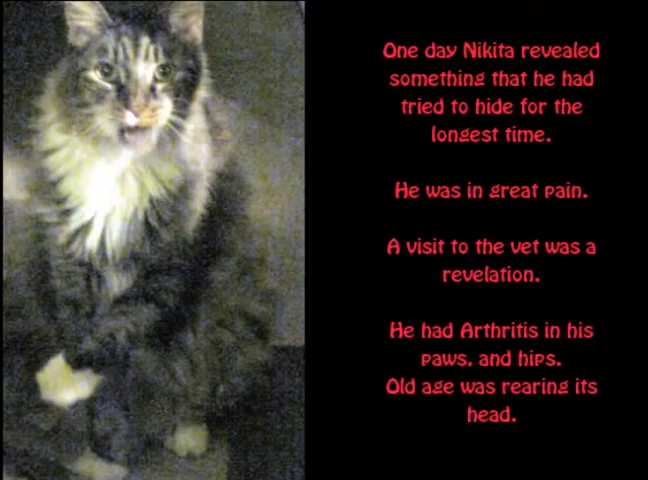 One day Nikita revealed
something that he had
tried to hide for the
longest time.
He was in great pain.
A visit to the vet was a
revelation.
He had Arthritis in his
paws, and hips.
Old age was rearing its
head.